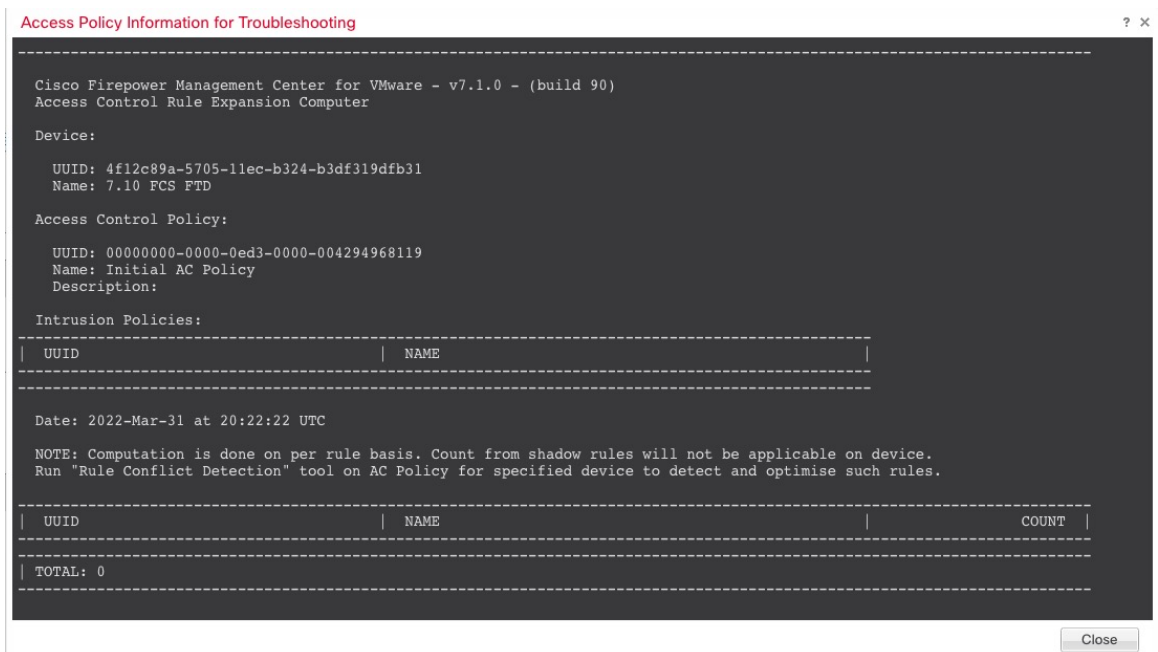 Access Policy Information for Troubleshooting ? ×
--------------------------------------------------------------------------------------------------------------------------------
Cisco Firepower Management Center for VMware - v7.1.0 - (build 90)
Access Control Rule Expansion Computer
Device:
UUID: 4f12c89a-5705-11ec-b324-b3df319dfb31
Name: 7.10 FCS FTD
Access Control Policy:
UUID: 00000000-0000-0ed3-0000-004294968119
Name: Initial AC Policy
Description:
Intrusion Policies:
------------------------------------------------------------------------------------------------------
| UUID | NAME |
------------------------------------------------------------------------------------------------------
------------------------------------------------------------------------------------------------------
Date: 2022-Mar-31 at 20:22:22 UTC
NOTE: Computation is done on per rule basis. Count from shadow rules will not be applicable on device.
Run "Rule Conflict Detection" tool on AC Policy for specified device to detect and optimise such rules.
--------------------------------------------------------------------------------------------------------------------------------
| UUID | NAME | COUNT |
--------------------------------------------------------------------------------------------------------------------------------
--------------------------------------------------------------------------------------------------------------------------------
| TOTAL: 0
--------------------------------------------------------------------------------------------------------------------------------
Close